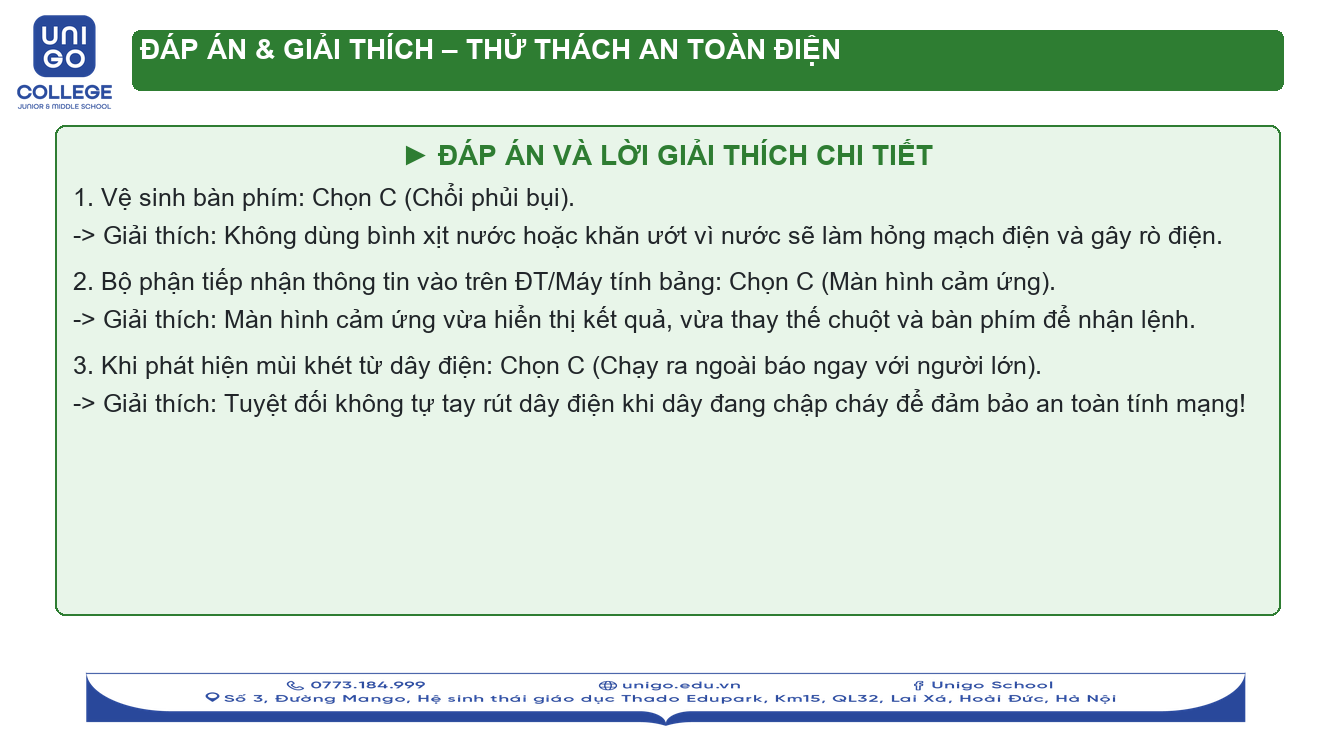 UNI
GO
COLLEGE
JUNIOR & MIDDLE SCHOOL
ĐÁP ÁN & GIẢI THÍCH – THỬ THÁCH AN TOÀN ĐIỆN
► ĐÁP ÁN VÀ LỜI GIẢI THÍCH CHI TIẾT
1. Vệ sinh bàn phím: Chọn C (Chổi phủi bụi).
-> Giải thích: Không dùng bình xịt nước hoặc khăn ướt vì nước sẽ làm hỏng mạch điện và gây rò điện.
2. Bộ phận tiếp nhận thông tin vào trên ĐT/Máy tính bảng: Chọn C (Màn hình cảm ứng).
-> Giải thích: Màn hình cảm ứng vừa hiển thị kết quả, vừa thay thế chuột và bàn phím để nhận lệnh.
3. Khi phát hiện mùi khét từ dây điện: Chọn C (Chạy ra ngoài báo ngay với người lớn).
-> Giải thích: Tuyệt đối không tự tay rút dây điện khi dây đang chập cháy để đảm bảo an toàn tính mạng!
0773.184.999 unigo.edu.vn Unigo School
Số 3, Đường Mango, Hệ sinh thái giáo dục Thado Edupark, Km15, QL32, Lai Xá, Hoài Đức, Hà Nội